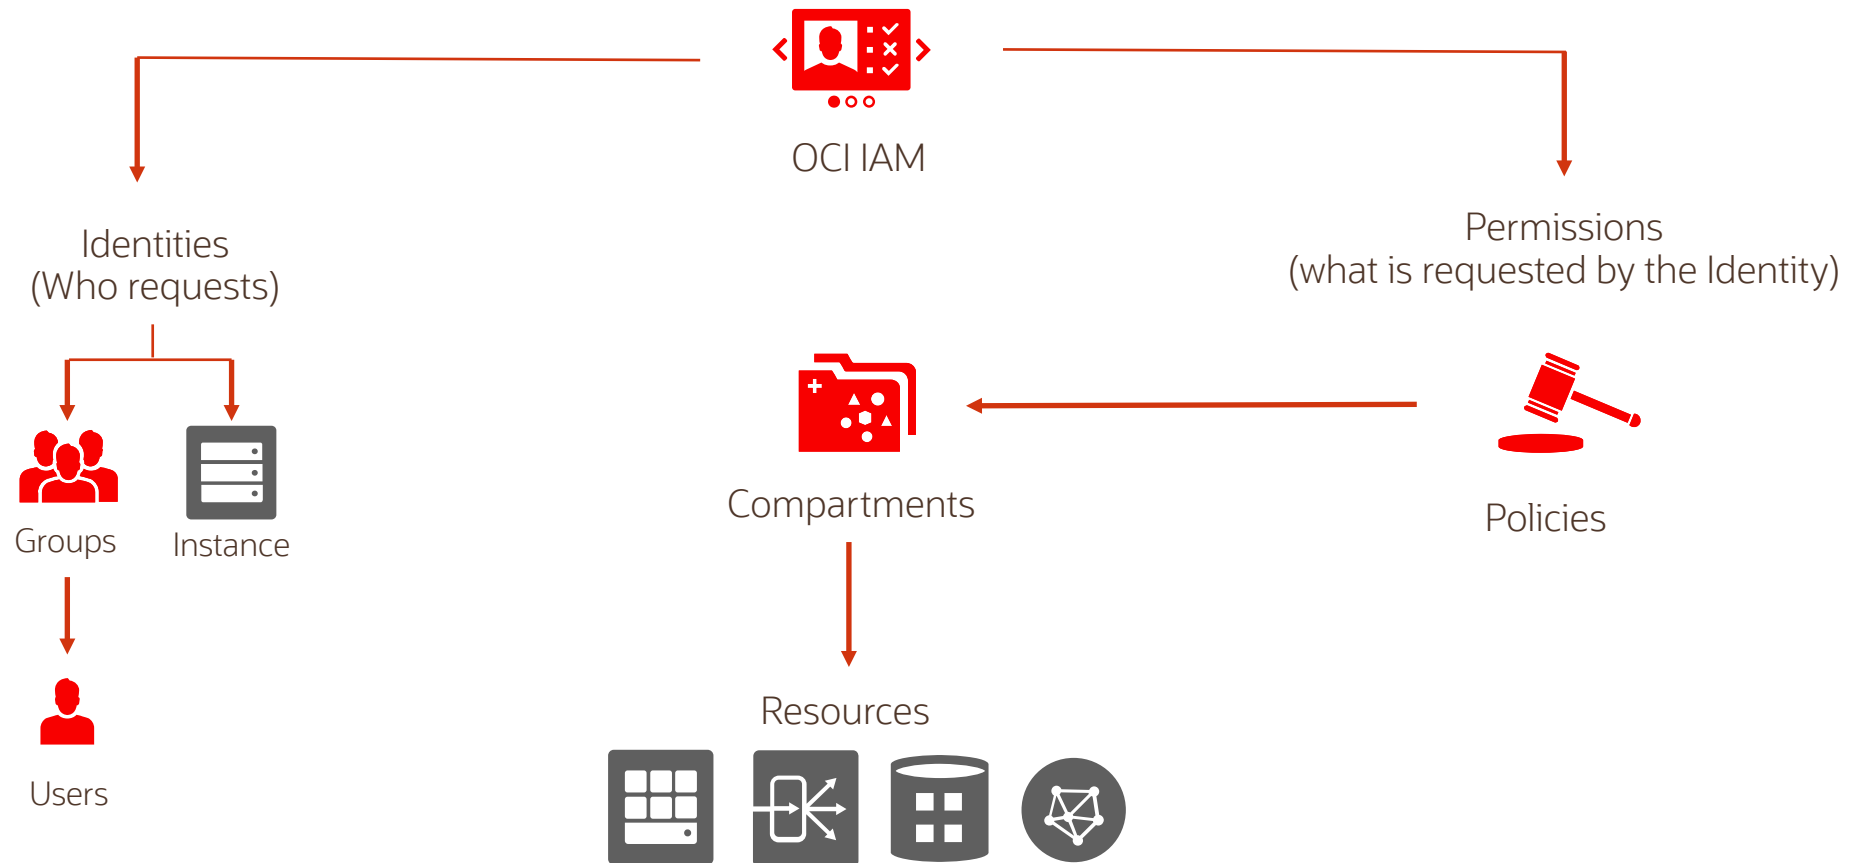 OCI IAM
Identities
(Who requests)
Permissions
(what is requested by the Identity)
Groups
Instance
Compartments
Policies
Users
Resources